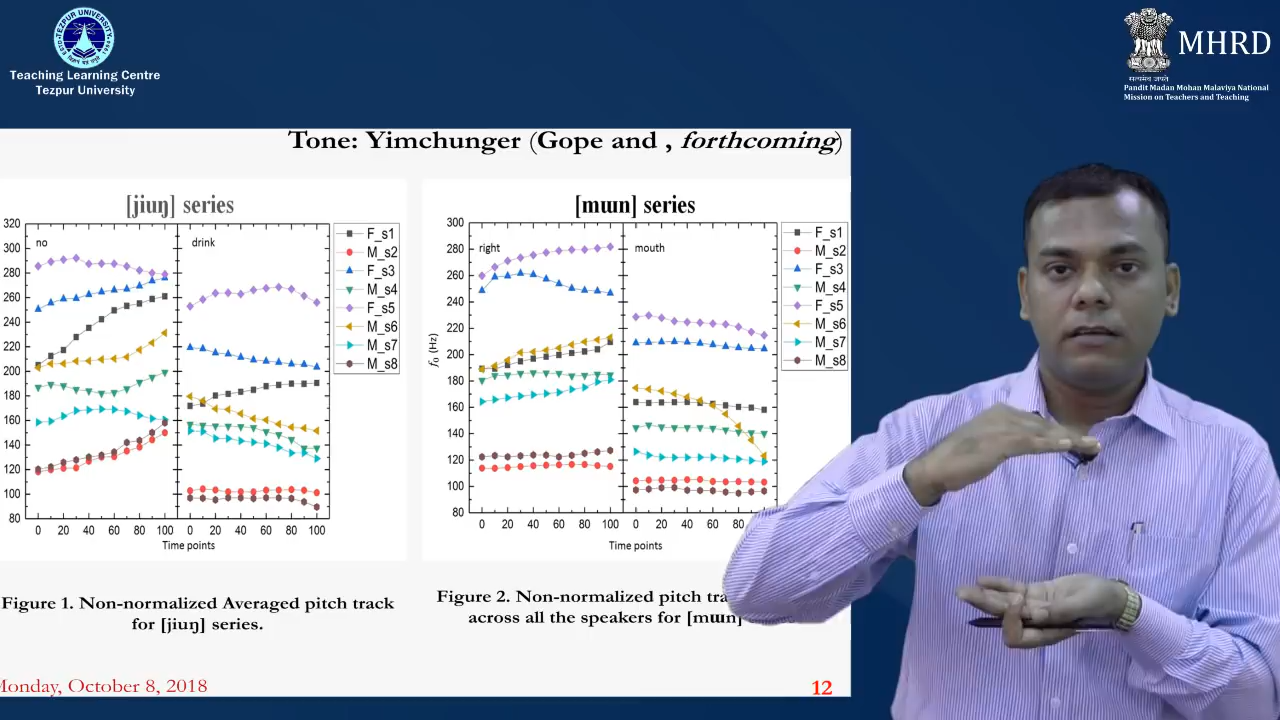 Teaching Learning Centre
Tezpur University
MHRD
सत्यमेव जयते
Pandit Madan Mohan Malaviya National
Mission on Teachers and Teaching
Tone: Yimchunger (Gope and , forthcoming)
[jiuŋ] series
320
300
280
260
240
220
200
180
160
140
120
100
80
no
drink
0 20 40 60 80 100 0 20 40 60 80 100
Time points
F_s1
M_s2
F_s3
M_s4
F_s5
M_s6
M_s7
M_s8
[mɯn] series
f0 (Hz)
300
280
260
240
220
200
180
160
140
120
100
80
right
mouth
0 20 40 60 80 100 0 20 40 60
Time points
F_s1
M_s2
F_s3
M_s4
F_s5
M_s6
M_s7
M_s8
Figure 1. Non-normalized Averaged pitch track
for [jiuŋ] series.
Figure 2. Non-normalized pitch
across all the speakers for [mɯn]
Monday, October 8, 2018
12